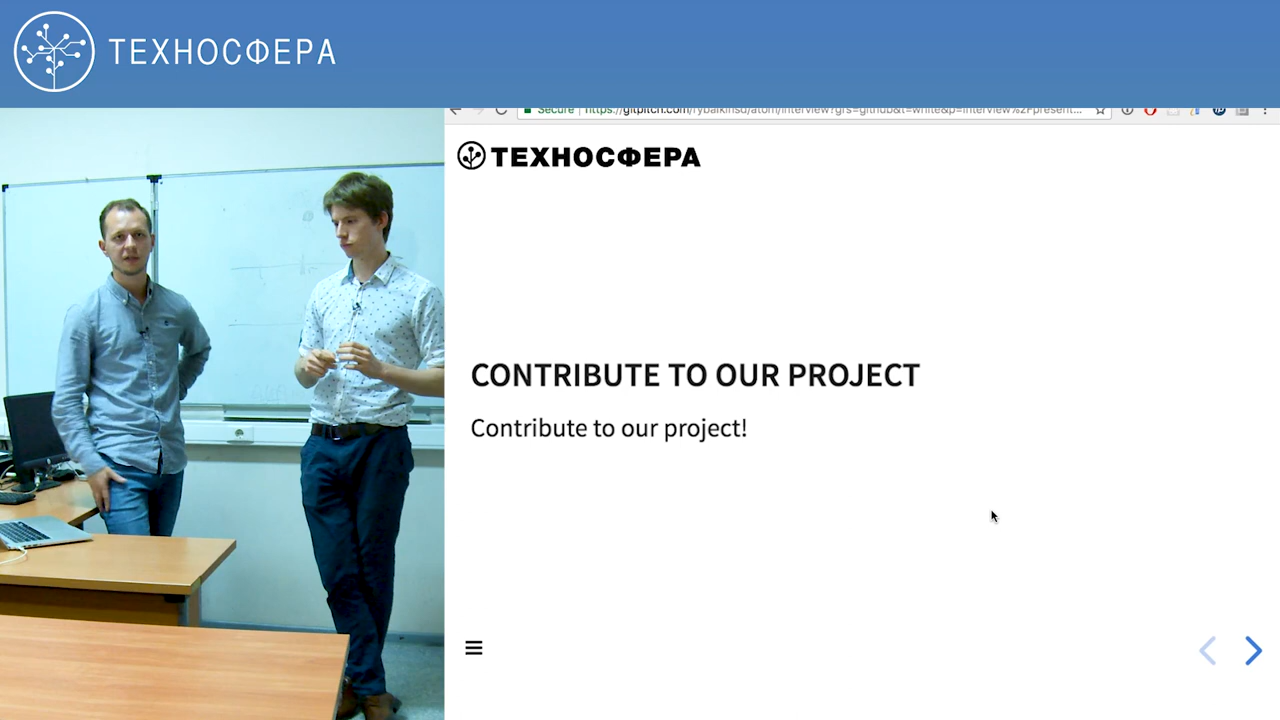 ТЕХНОСФЕРА
Secure
ТЕХНОСФЕРА
CONTRIBUTE TO OUR PROJECT
Contribute to our project!